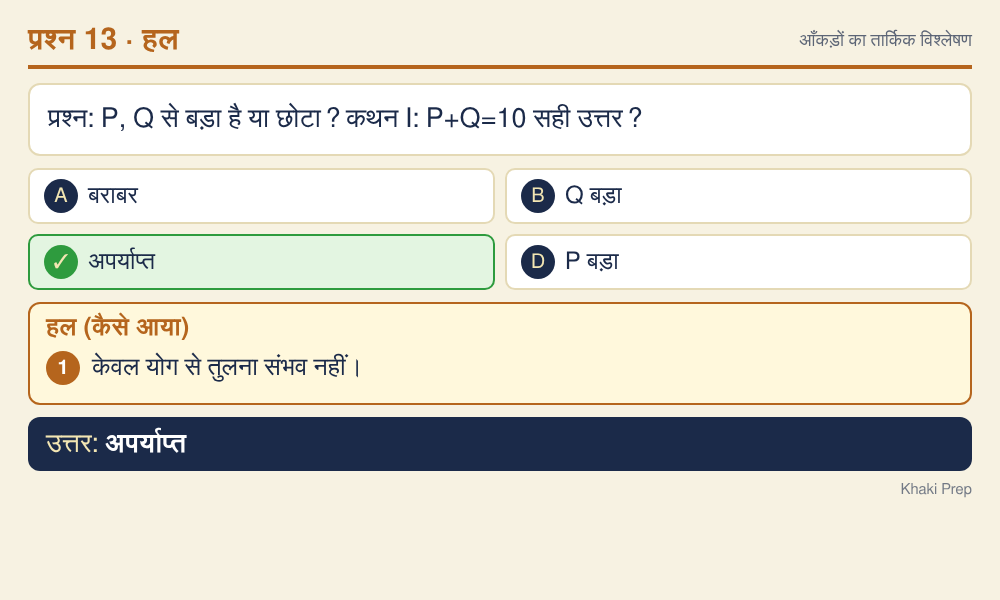 प्रश्न 13 · हल
आँकड़ों का तार्किक विश्लेषण
प्रश्न: P, Q से बड़ा है या छोटा ? कथन I: P+Q=10 सही उत्तर ?
A बराबर
B Q बड़ा
✓ अपर्याप्त
D P बड़ा
हल (कैसे आया)
1 केवल योग से तुलना संभव नहीं।
उत्तर: अपर्याप्त
Khaki Prep